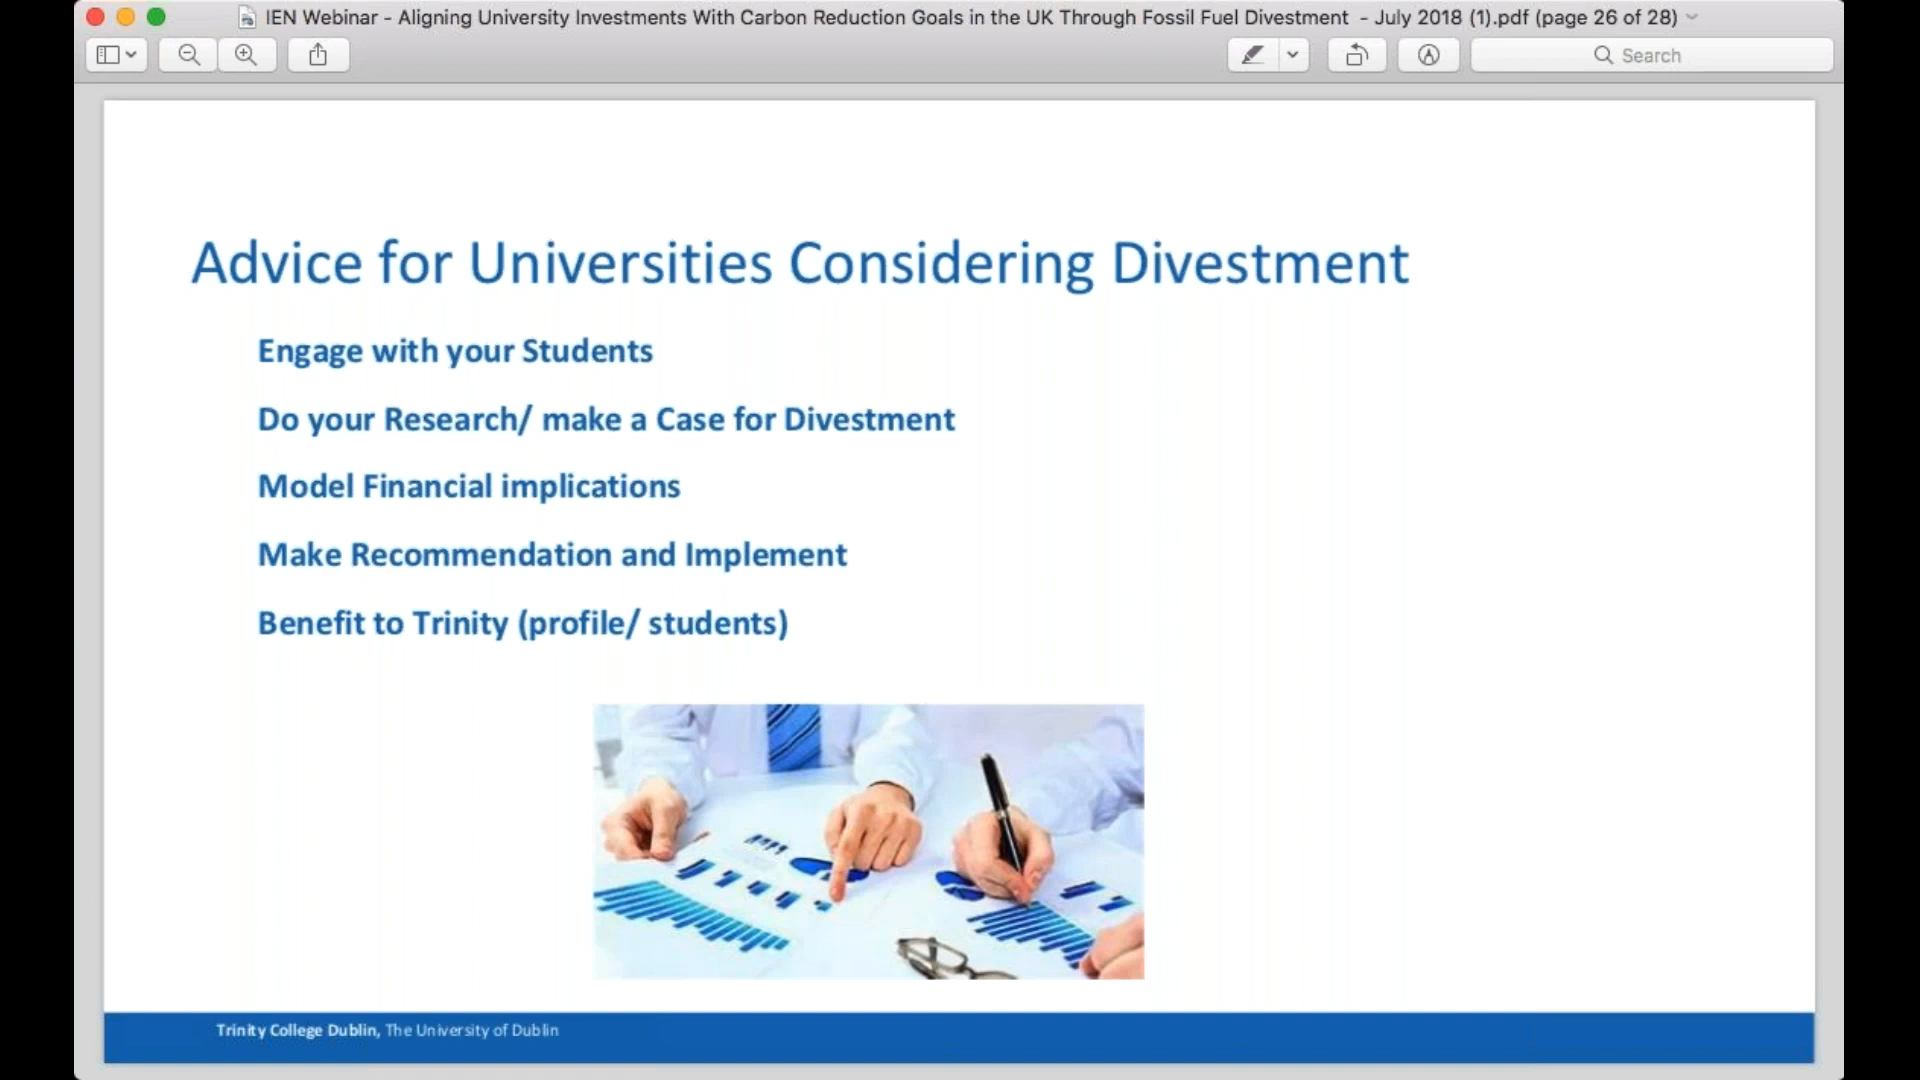 IEN Webinar - Aligning University Investments With Carbon Reduction Goals in the UK Through Fossil Fuel Divestment - July 2018 (1).pdf (page 26 of 28)
Search
Advice for Universities Considering Divestment
Engage with your Students
Do your Research/ make a Case for Divestment
Model Financial implications
Make Recommendation and Implement
Benefit to Trinity (profile/ students)
Trinity College Dublin, The University of Dublin